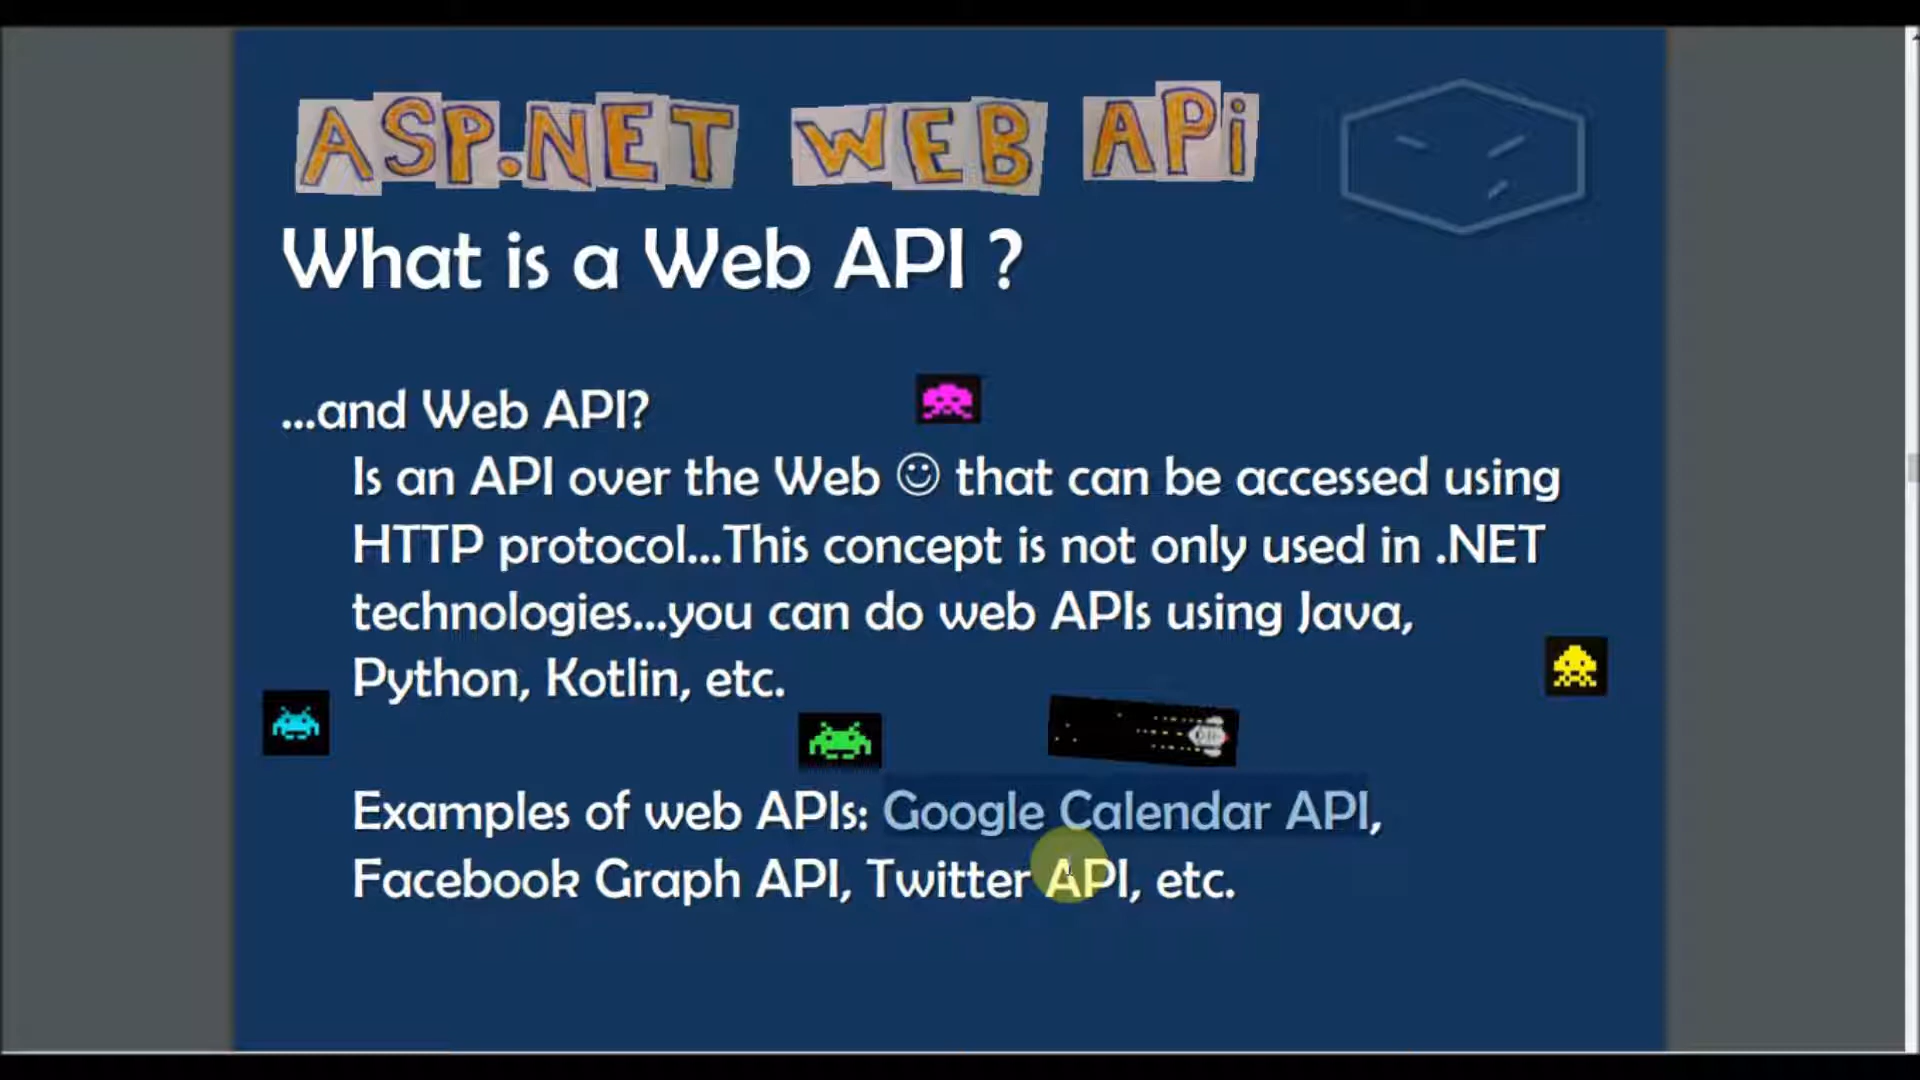 ASP.NET WEB APi
What is a Web API ?
...and Web API?
Is an API over the Web ☺ that can be accessed using
HTTP protocol...This concept is not only used in .NET
technologies...you can do web APIs using Java,
Python, Kotlin, etc.
Examples of web APIs: Google Calendar API,
Facebook Graph API, Twitter API, etc.